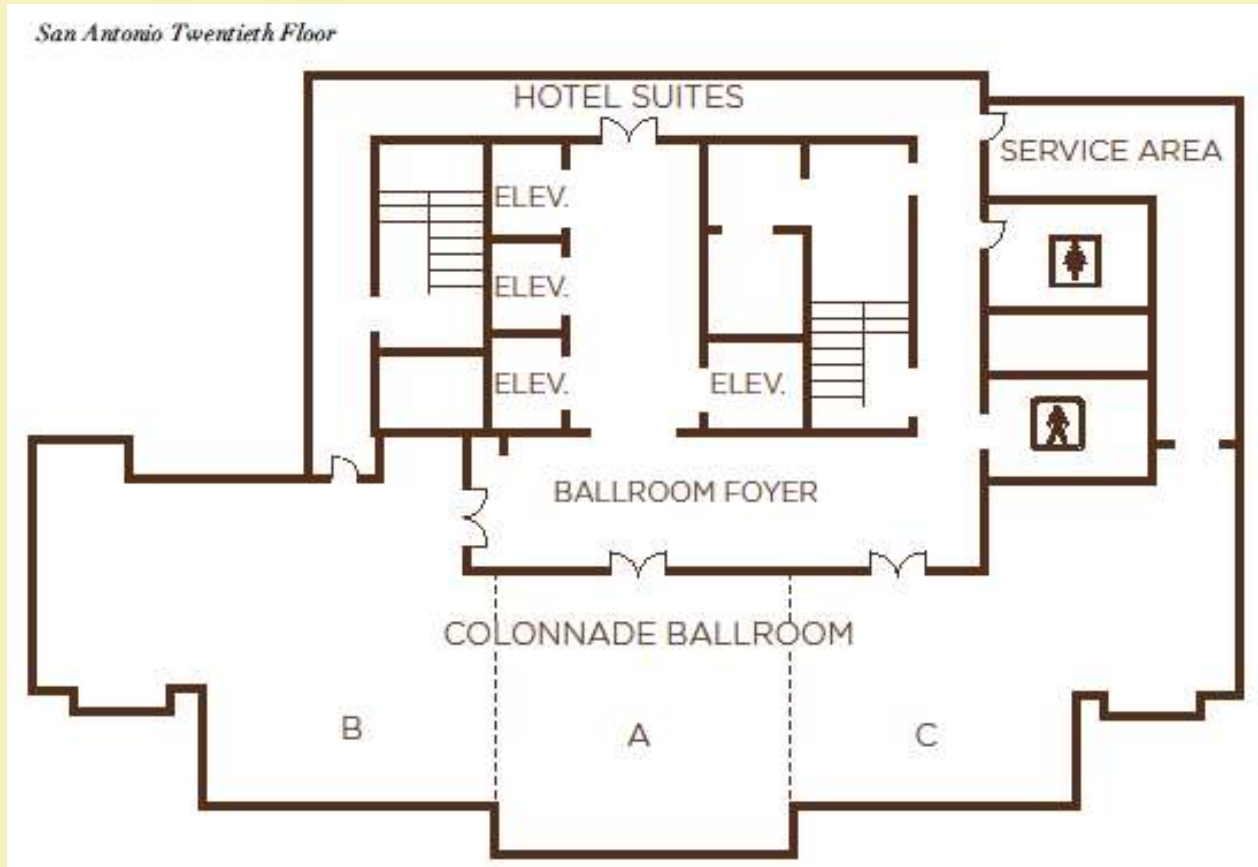 San Antonio Twentieth Floor
HOTEL SUITES
SERVICE AREA
ELEV.
ELEV.
ELEV.
ELEV.
BALLROOM FOYER
COLONNADE BALLROOM
B
A
C